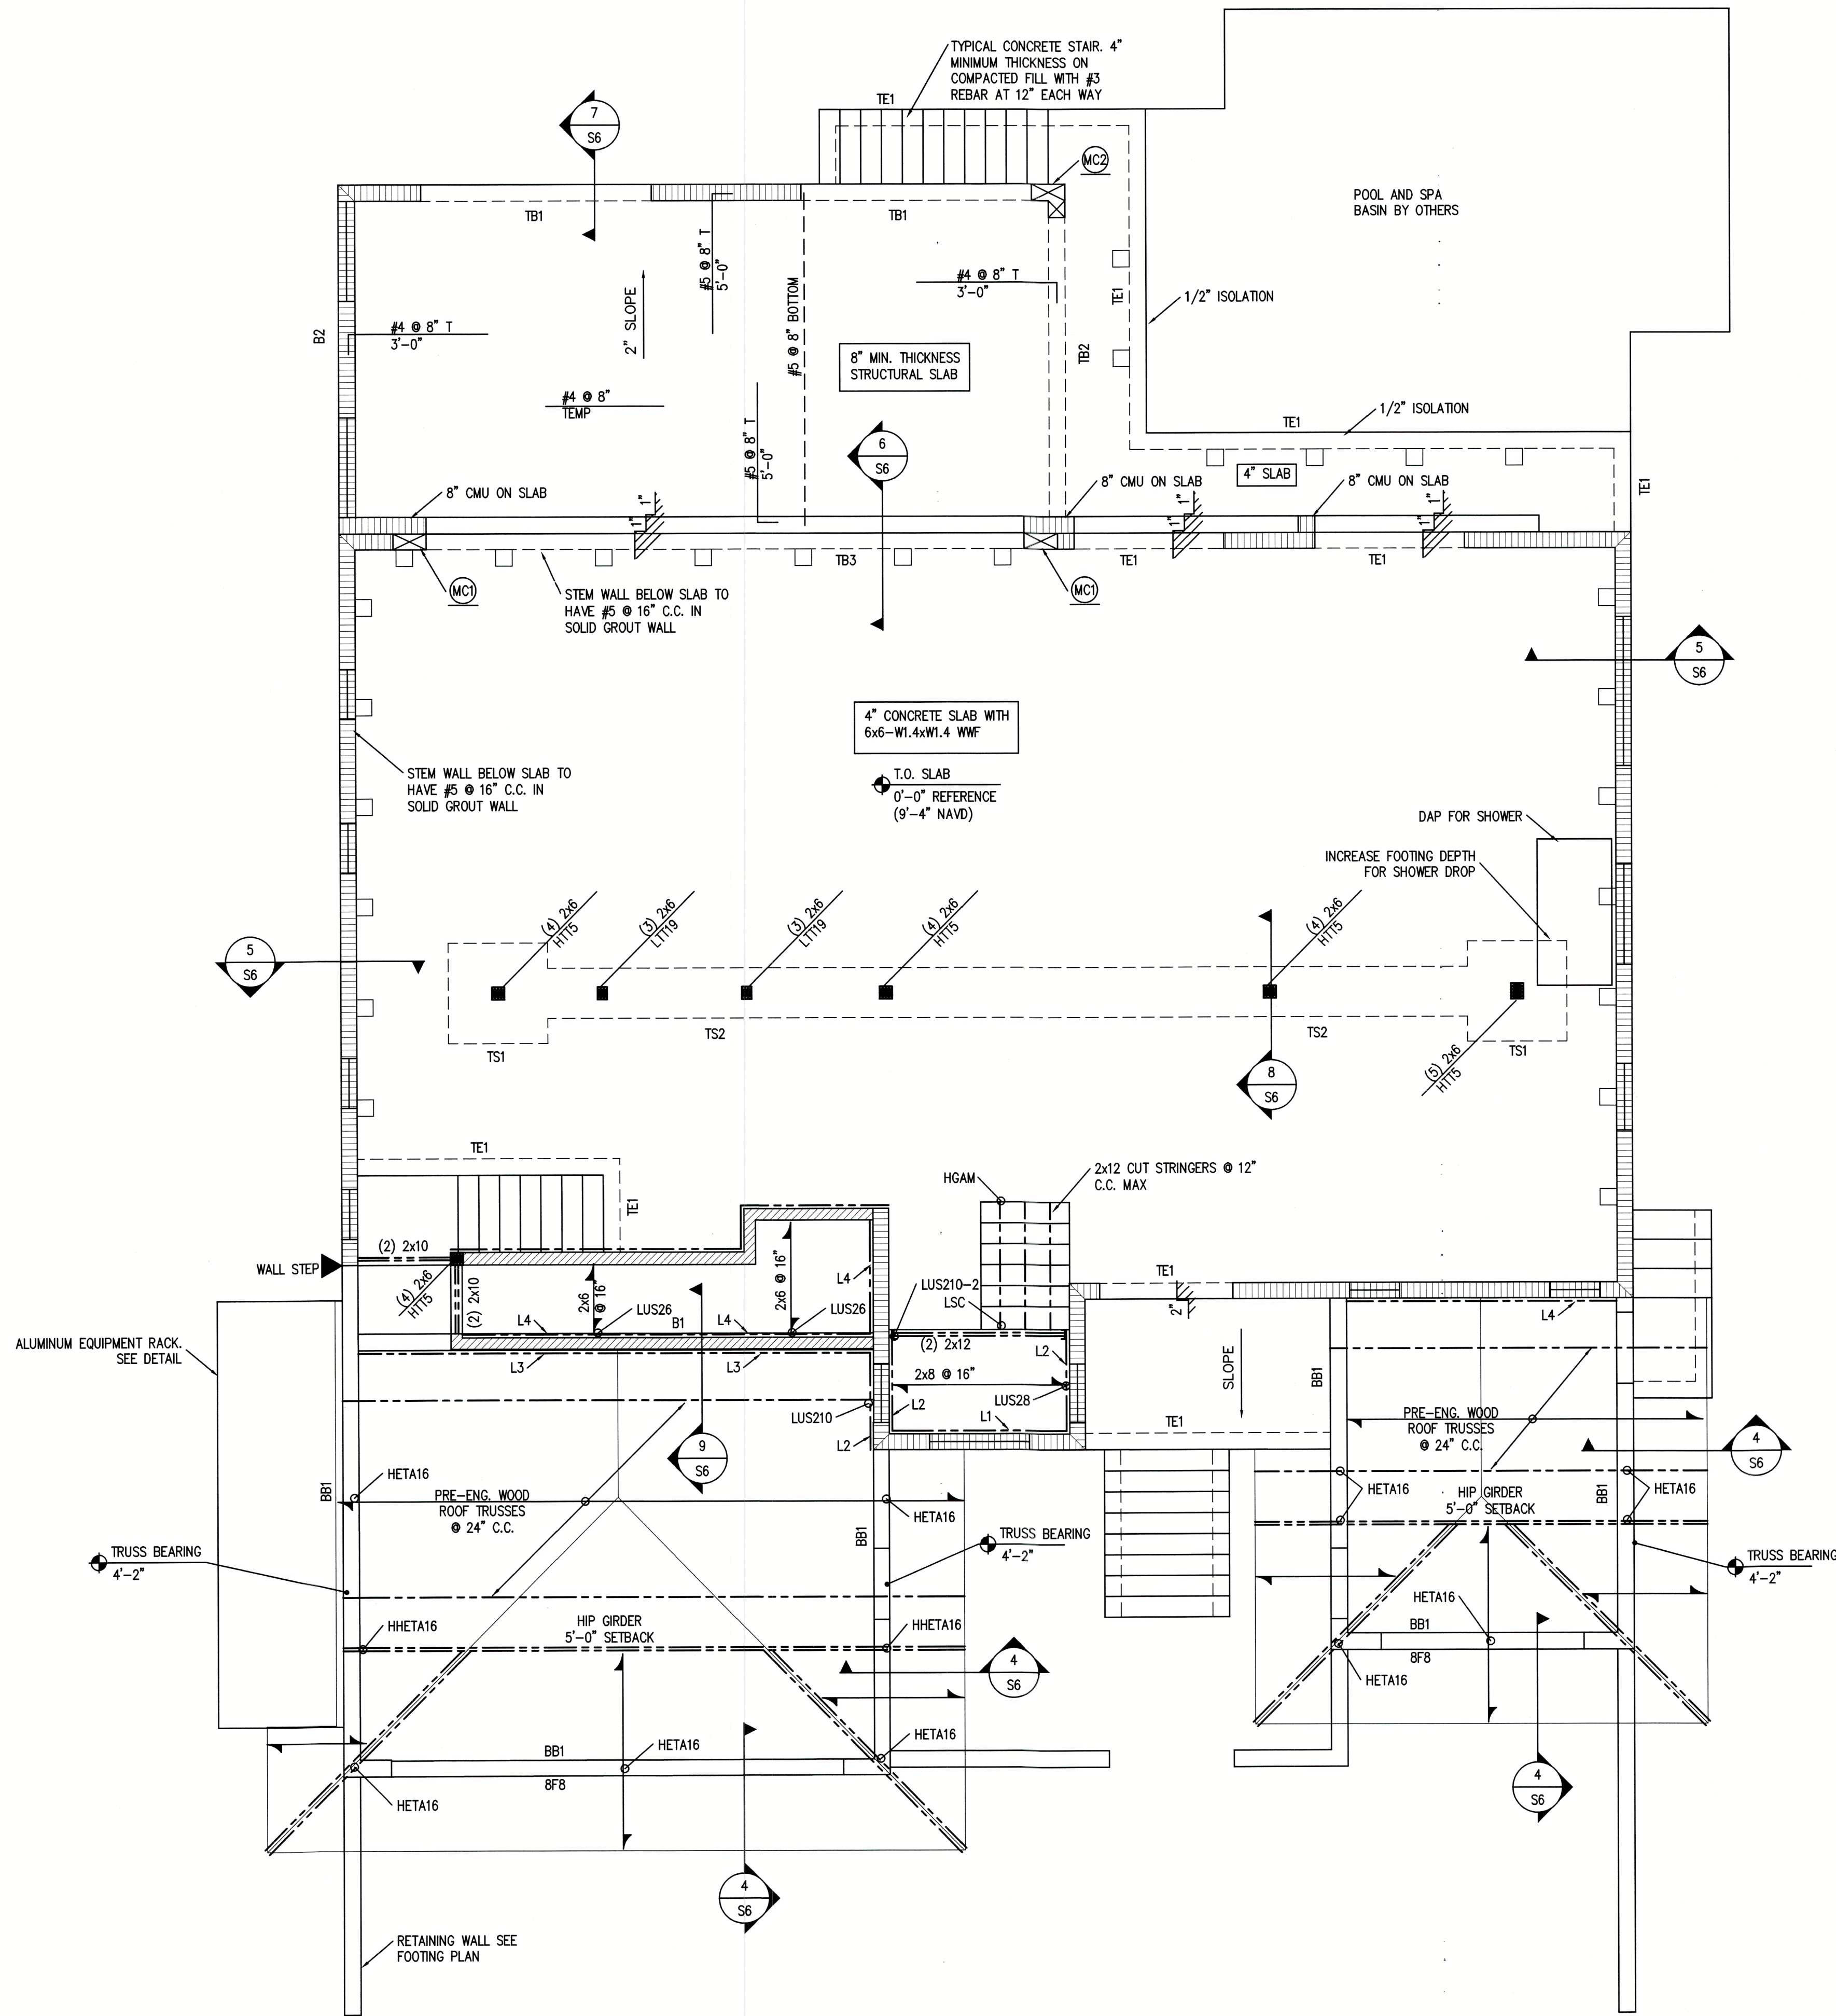 TYPICAL CONCRETE STAIR. 4"
MINIMUM THICKNESS ON
COMPACTED FILL WITH #3
REBAR AT 12" EACH WAY
TE1
7
S6
MC2
POOL AND SPA
BASIN BY OTHERS
TB1
TB1
#5 @ 8" T
5'-0"
2" SLOPE
#5 @ 8" BOTTOM
#4 @ 8" T
3'-0"
TE1
1/2" ISOLATION
B2
#4 @ 8" T
3'-0"
8" MIN. THICKNESS
STRUCTURAL SLAB
TB2
#4 @ 8"
TEMP
#5 @ 8" T
5'-0"
6
S6
1/2" ISOLATION
TE1
4" SLAB
8" CMU ON SLAB
8" CMU ON SLAB
8" CMU ON SLAB
TE1
1"
1"
1"
1"
1"
1"
TB3
TE1
TE1
MC1
MC1
STEM WALL BELOW SLAB TO
HAVE #5 @ 16" C.C. IN
SOLID GROUT WALL
5
S6
4" CONCRETE SLAB WITH
6x6-W1.4xW1.4 WWF
T.O. SLAB
0'-0" REFERENCE
(9'-4" NAVD)
STEM WALL BELOW SLAB TO
HAVE #5 @ 16" C.C. IN
SOLID GROUT WALL
DAP FOR SHOWER
INCREASE FOOTING DEPTH
FOR SHOWER DROP
(4) 2x6
HTT5
(3) 2x6
LTT19
(3) 2x6
LTT19
(4) 2x6
HTT5
(4) 2x6
HTT5
5
S6
TS1
TS2
TS2
TS1
(5) 2x6
HTT5
8
S6
TE1
TE1
HGAM
2x12 CUT STRINGERS @ 12"
C.C. MAX
(2) 2x10
WALL STEP
(4) 2x6
HTT5
(2) 2x10
2x6
@ 16"
2x6 @ 16"
L4
LUS26
LUS26
L4
B1
L4
LUS210-2
LSC
(2) 2x12
TE1
2"
L4
ALUMINUM EQUIPMENT RACK.
SEE DETAIL
L3
L3
L2
2x8 @ 16"
LUS28
L2
L1
LUS210
L2
SLOPE
TE1
BB1
PRE-ENG. WOOD
ROOF TRUSSES
@ 24" C.C.
4
S6
9
S6
BB1
HETA16
PRE-ENG. WOOD
ROOF TRUSSES
@ 24" C.C.
HETA16
BB1
HETA16
HIP GIRDER
5'-0" SETBACK
BB1
HETA16
TRUSS BEARING
4'-2"
TRUSS BEARING
4'-2"
TRUSS BEARING
4'-2"
HETA16
BB1
8F8
HETA16
HHETA16
HIP GIRDER
5'-0" SETBACK
HHETA16
4
S6
BB1
8F8
HETA16
HETA16
HETA16
4
S6
4
S6
RETAINING WALL SEE
FOOTING PLAN